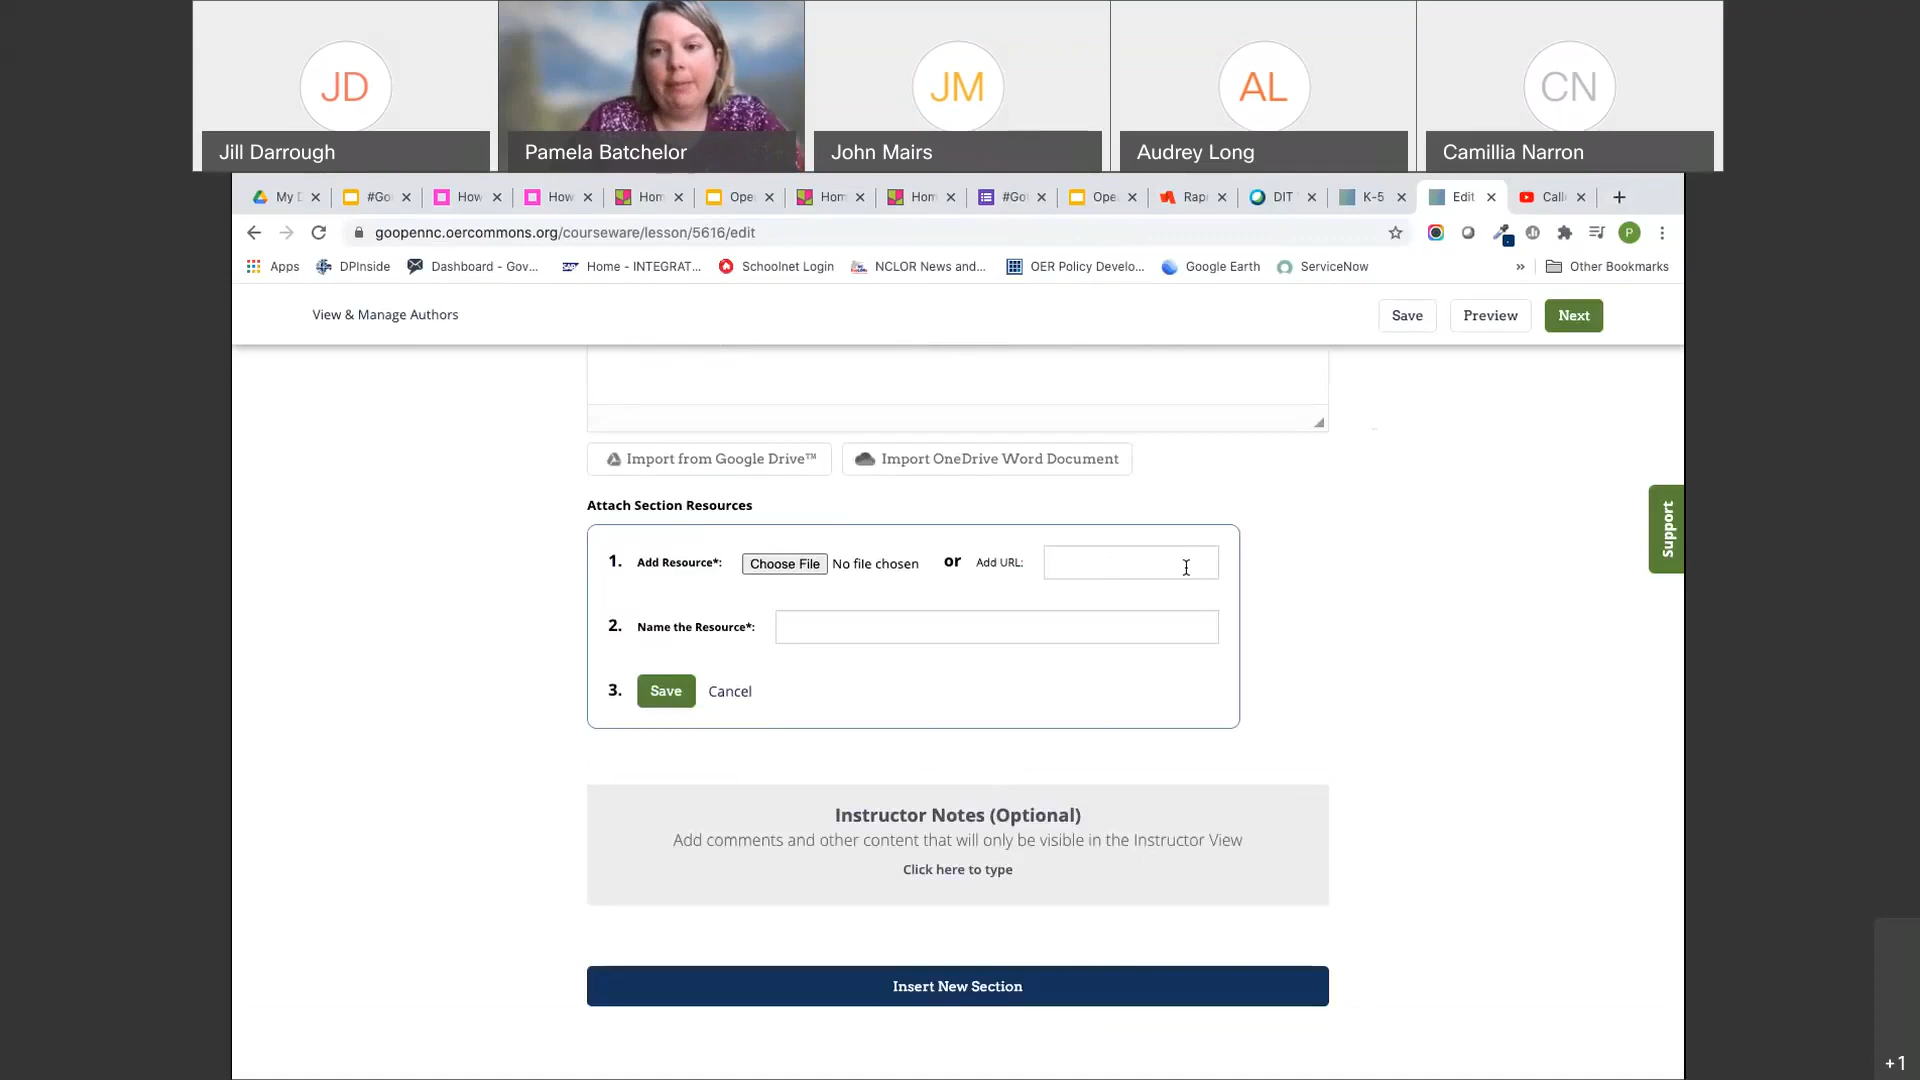 JD
JM
AL
CN
Jill Darrough
Pamela Batchelor
John Mairs
Audrey Long
Camillia Narron
My D
#Go
How
How
Hom
Ope
Hom
Hom
#Go
Ope
Rap
DIT
K-5
Edit
Call
goopennc.oercommons.org/courseware/lesson/5616/edit
P
Apps
DPInside
Dashboard - Gov...
Home - INTEGRAT...
Schoolnet Login
NCLOR News and...
OER Policy Develo...
Google Earth
ServiceNow
»
Other Bookmarks
View & Manage Authors
Save
Preview
Next
Import from Google Drive™
Import OneDrive Word Document
Attach Section Resources
Support
1. Add Resource*: Choose File No file chosen or Add URL:
2. Name the Resource*:
3. Save Cancel
Instructor Notes (Optional)
Add comments and other content that will only be visible in the Instructor View
Click here to type
Insert New Section
+1